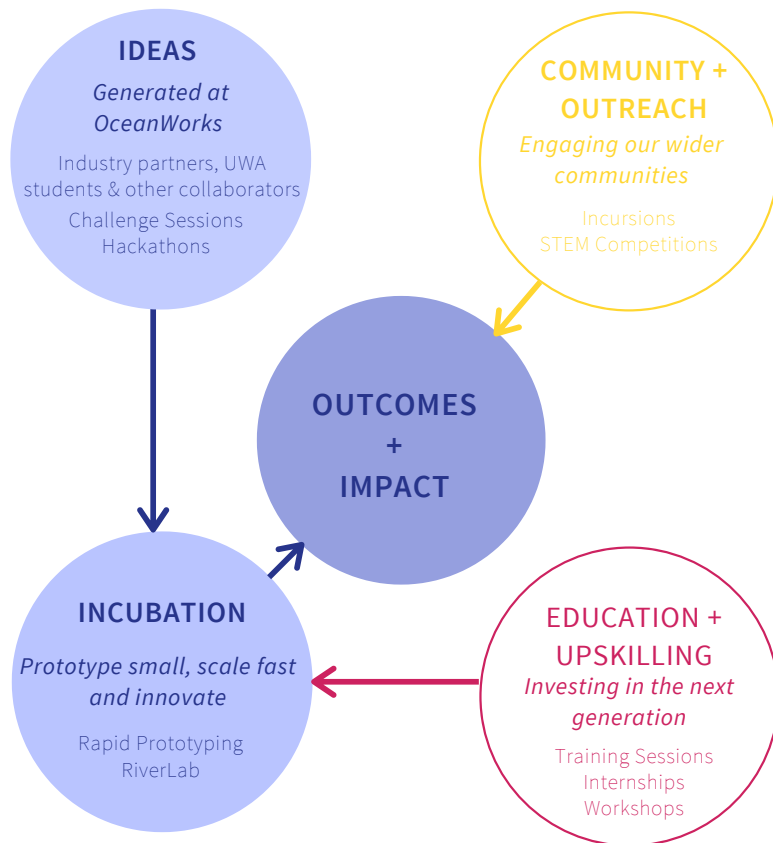 IDEAS
Generated at
OceanWorks
Industry partners, UWA
students & other collaborators
Challenge Sessions
Hackathons
COMMUNITY +
OUTREACH
Engaging our wider
communities
Incursions
STEM Competitions
OUTCOMES
+
IMPACT
INCUBATION
Prototype small, scale fast
and innovate
Rapid Prototyping
RiverLab
EDUCATION +
UPSKILLING
Investing in the next
generation
Training Sessions
Internships
Workshops